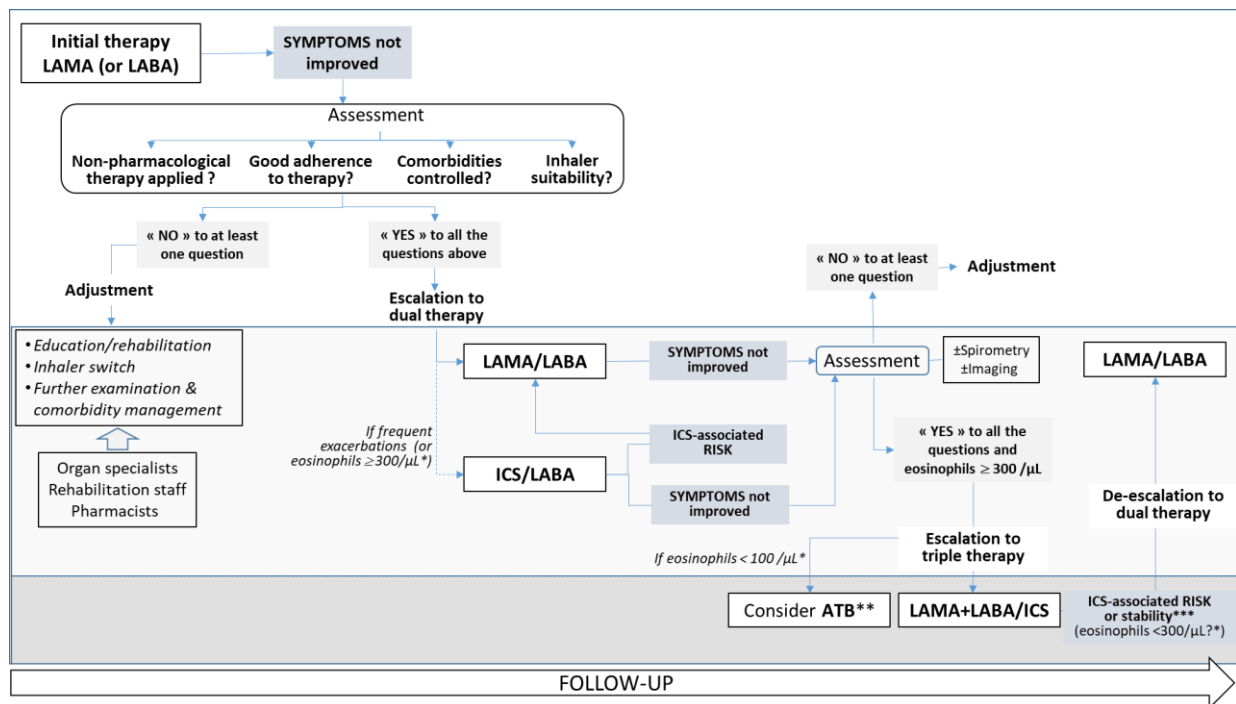 Initial therapy
LAMA (or LABA)
SYMPTOMS not
improved
Assessment
Non-pharmacological
therapy applied ?
Good adherence
to therapy?
Comorbidities
controlled?
Inhaler
suitability?
« NO » to at least
one question
« YES » to all the
questions above
Adjustment
Escalation to
dual therapy
« NO » to at least
one question
Adjustment
• Education/rehabilitation
• Inhaler switch
• Further examination &
comorbidity management
Organ specialists
Rehabilitation staff
Pharmacists
If frequent
exacerbations (or
eosinophils ≥300/µL*)
LAMA/LABA
SYMPTOMS not
improved
Assessment
±Spirometry
±Imaging
LAMA/LABA
ICS-associated
RISK
ICS/LABA
SYMPTOMS not
improved
« YES » to all the
questions and
eosinophils ≥ 300 /µL
De-escalation to
dual therapy
Escalation to
triple therapy
If eosinophils < 100 /µL*
Consider ATB**
LAMA+LABA/ICS
ICS-associated RISK
or stability***
(eosinophils <300/µL?*)
FOLLOW-UP